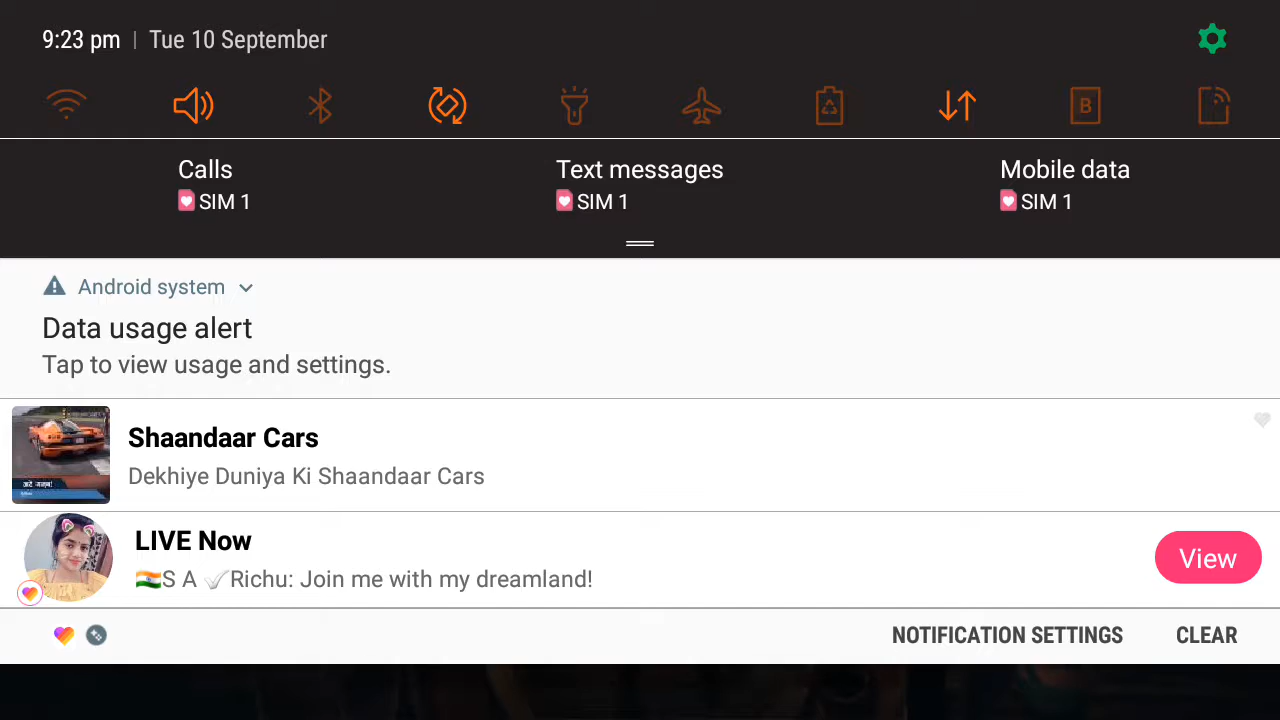 9:23 pm | Tue 10 September
B
Calls
SIM 1
Text messages
SIM 1
Mobile data
SIM 1
Android system
Data usage alert
Tap to view usage and settings.
Shaandaar Cars
Dekhiye Duniya Ki Shaandaar Cars
LIVE Now
🇮🇳S A ✅Richu: Join me with my dreamland!
View
NOTIFICATION SETTINGS
CLEAR